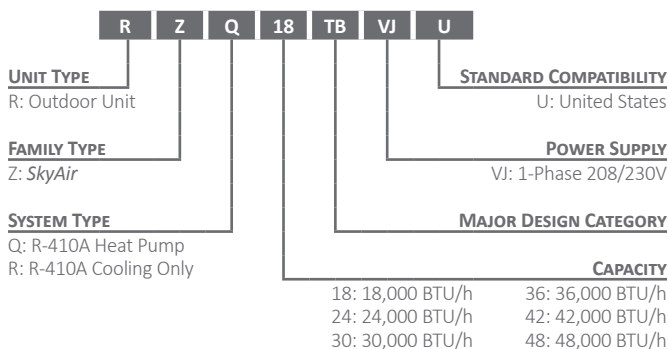 R Z Q 18 TB VJ U
UNIT TYPE
R: Outdoor Unit
FAMILY TYPE
Z: SkyAir
SYSTEM TYPE
Q: R-410A Heat Pump
R: R-410A Cooling Only
STANDARD COMPATIBILITY
U: United States
POWER SUPPLY
VJ: 1-Phase 208/230V
MAJOR DESIGN CATEGORY
CAPACITY
18: 18,000 BTU/h 36: 36,000 BTU/h
24: 24,000 BTU/h 42: 42,000 BTU/h
30: 30,000 BTU/h 48: 48,000 BTU/h